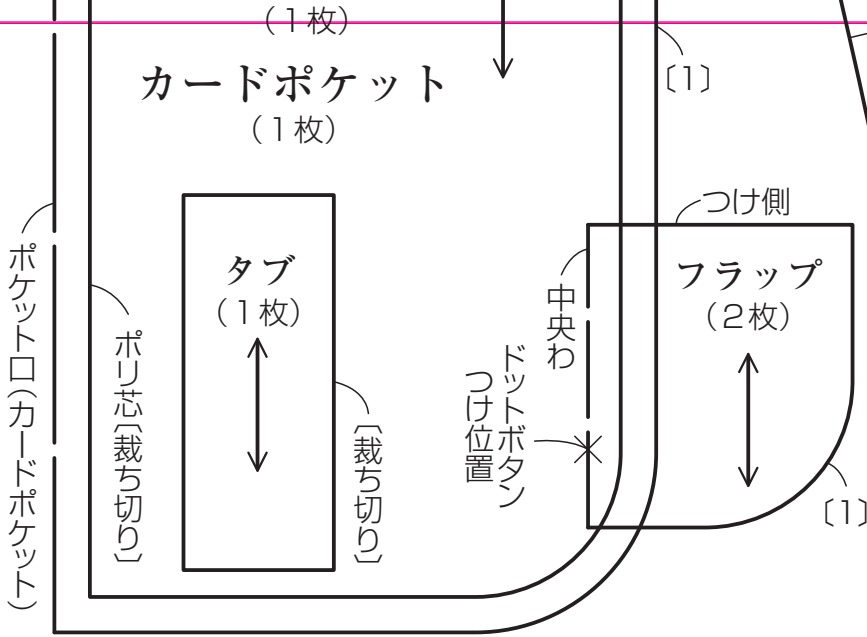 （１枚）
カードポケット
（１枚）
〔1〕
つけ側
タブ
（１枚）
フラップ
（２枚）
中央わ
ドットボタン
つけ位置
ポケット口（カードポケット）
ポリ芯〔裁ち切り〕
〔裁ち切り〕
〔1〕